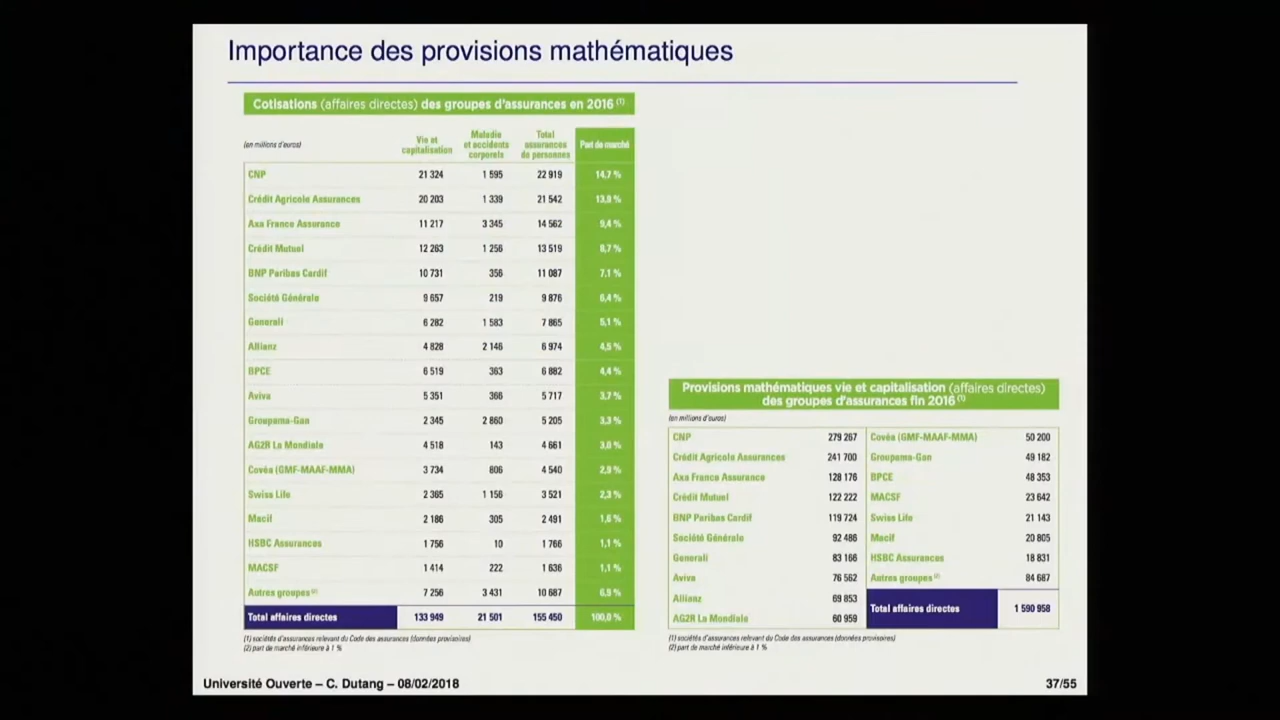 Importance des provisions mathématiques
Cotisations (affaires directes) des groupes d'assurances en 2016 (1)
(en millions d'euros) Vie et capitalisation Maladie et accidents corporels Total assurances de personnes Part de marché
CNP 21 324 1 595 22 919 14,7 %
Crédit Agricole Assurances 20 203 1 339 21 542 13,9 %
Axa France Assurance 11 217 3 345 14 562 9,4 %
Crédit Mutuel 12 263 1 256 13 519 8,7 %
BNP Paribas Cardif 10 731 356 11 087 7,1 %
Société Générale 9 657 219 9 876 6,4 %
Generali 6 282 1 583 7 865 5,1 %
Allianz 4 828 2 146 6 974 4,5 %
BPCE 6 519 363 6 882 4,4 %
Aviva 5 351 366 5 717 3,7 %
Groupama-Gan 2 345 2 860 5 205 3,3 %
AG2R La Mondiale 4 518 143 4 661 3,0 %
Covéa (GMF-MAAF-MMA) 3 734 806 4 540 2,9 %
Swiss Life 2 365 1 156 3 521 2,3 %
Macif 2 186 305 2 491 1,6 %
HSBC Assurances 1 756 10 1 766 1,1 %
MACSF 1 414 222 1 636 1,1 %
Autres groupes (2) 7 256 3 431 10 687 6,9 %
Total affaires directes 133 949 21 501 155 450 100,0 %
(1) sociétés d'assurances relevant du Code des assurances (données provisoires)
(2) part de marché inférieure à 1 %
Provisions mathématiques vie et capitalisation (affaires directes)
des groupes d'assurances fin 2016 (1)
(en millions d'euros)
CNP 279 267 Covéa (GMF-MAAF-MMA) 50 200
Crédit Agricole Assurances 241 700 Groupama-Gan 49 182
Axa France Assurance 128 176 BPCE 48 353
Crédit Mutuel 122 222 MACSF 23 642
BNP Paribas Cardif 119 724 Swiss Life 21 143
Société Générale 92 486 Macif 20 805
Generali 83 166 HSBC Assurances 18 831
Aviva 76 562 Autres groupes (2) 84 687
Allianz 69 853 Total affaires directes 1 590 958
AG2R La Mondiale 60 959
(1) sociétés d'assurances relevant du Code des assurances (données provisoires)
(2) part de marché inférieure à 1 %
Université Ouverte – C. Dutang – 08/02/2018 37/55